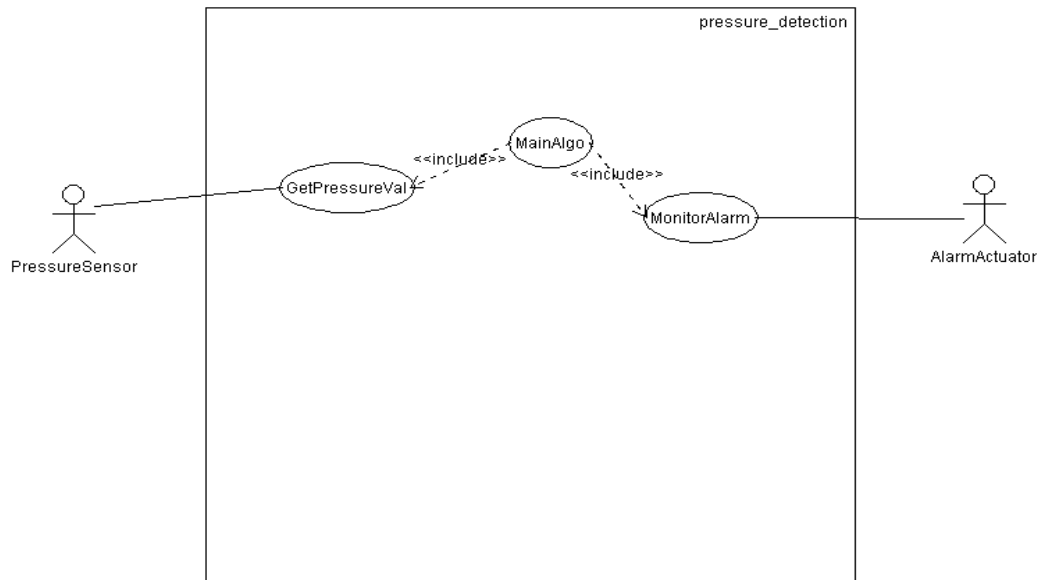 pressure_detection
MainAlgo
<<include>>
<<include>>
GetPressureVal
MonitorAlarm
PressureSensor
AlarmActuator